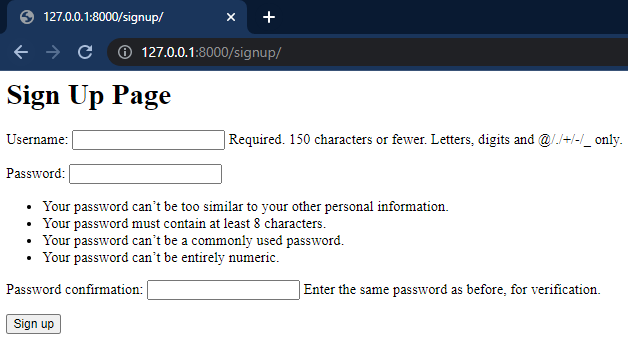 127.0.0.1:8000/signup/
127.0.0.1:8000/signup/
Sign Up Page
Username: Required. 150 characters or fewer. Letters, digits and @/./+/-/_ only.
Password:
Your password can’t be too similar to your other personal information.
Your password must contain at least 8 characters.
Your password can’t be a commonly used password.
Your password can’t be entirely numeric.
Password confirmation: Enter the same password as before, for verification.
Sign up